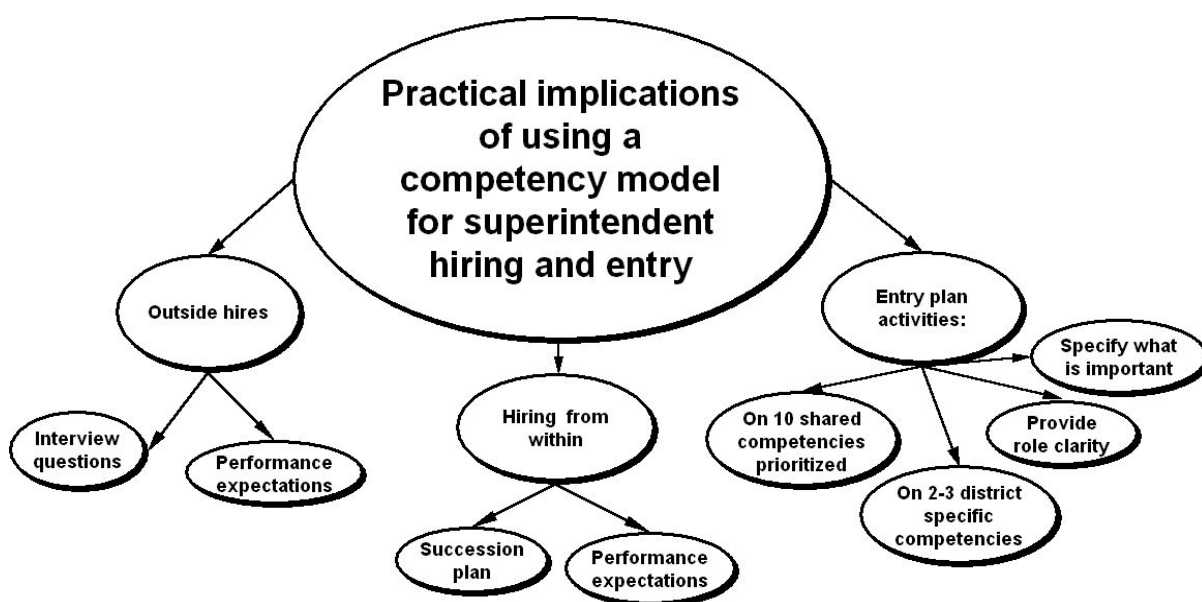 Practical implications
of using a
competency model
for superintendent
hiring and entry
Outside hires
Interview
questions
Performance
expectations
Hiring from
within
Succession
plan
Performance
expectations
Entry plan
activities:
Specify what
is important
On 10 shared
competencies
prioritized
Provide
role clarity
On 2-3 district
specific
competencies